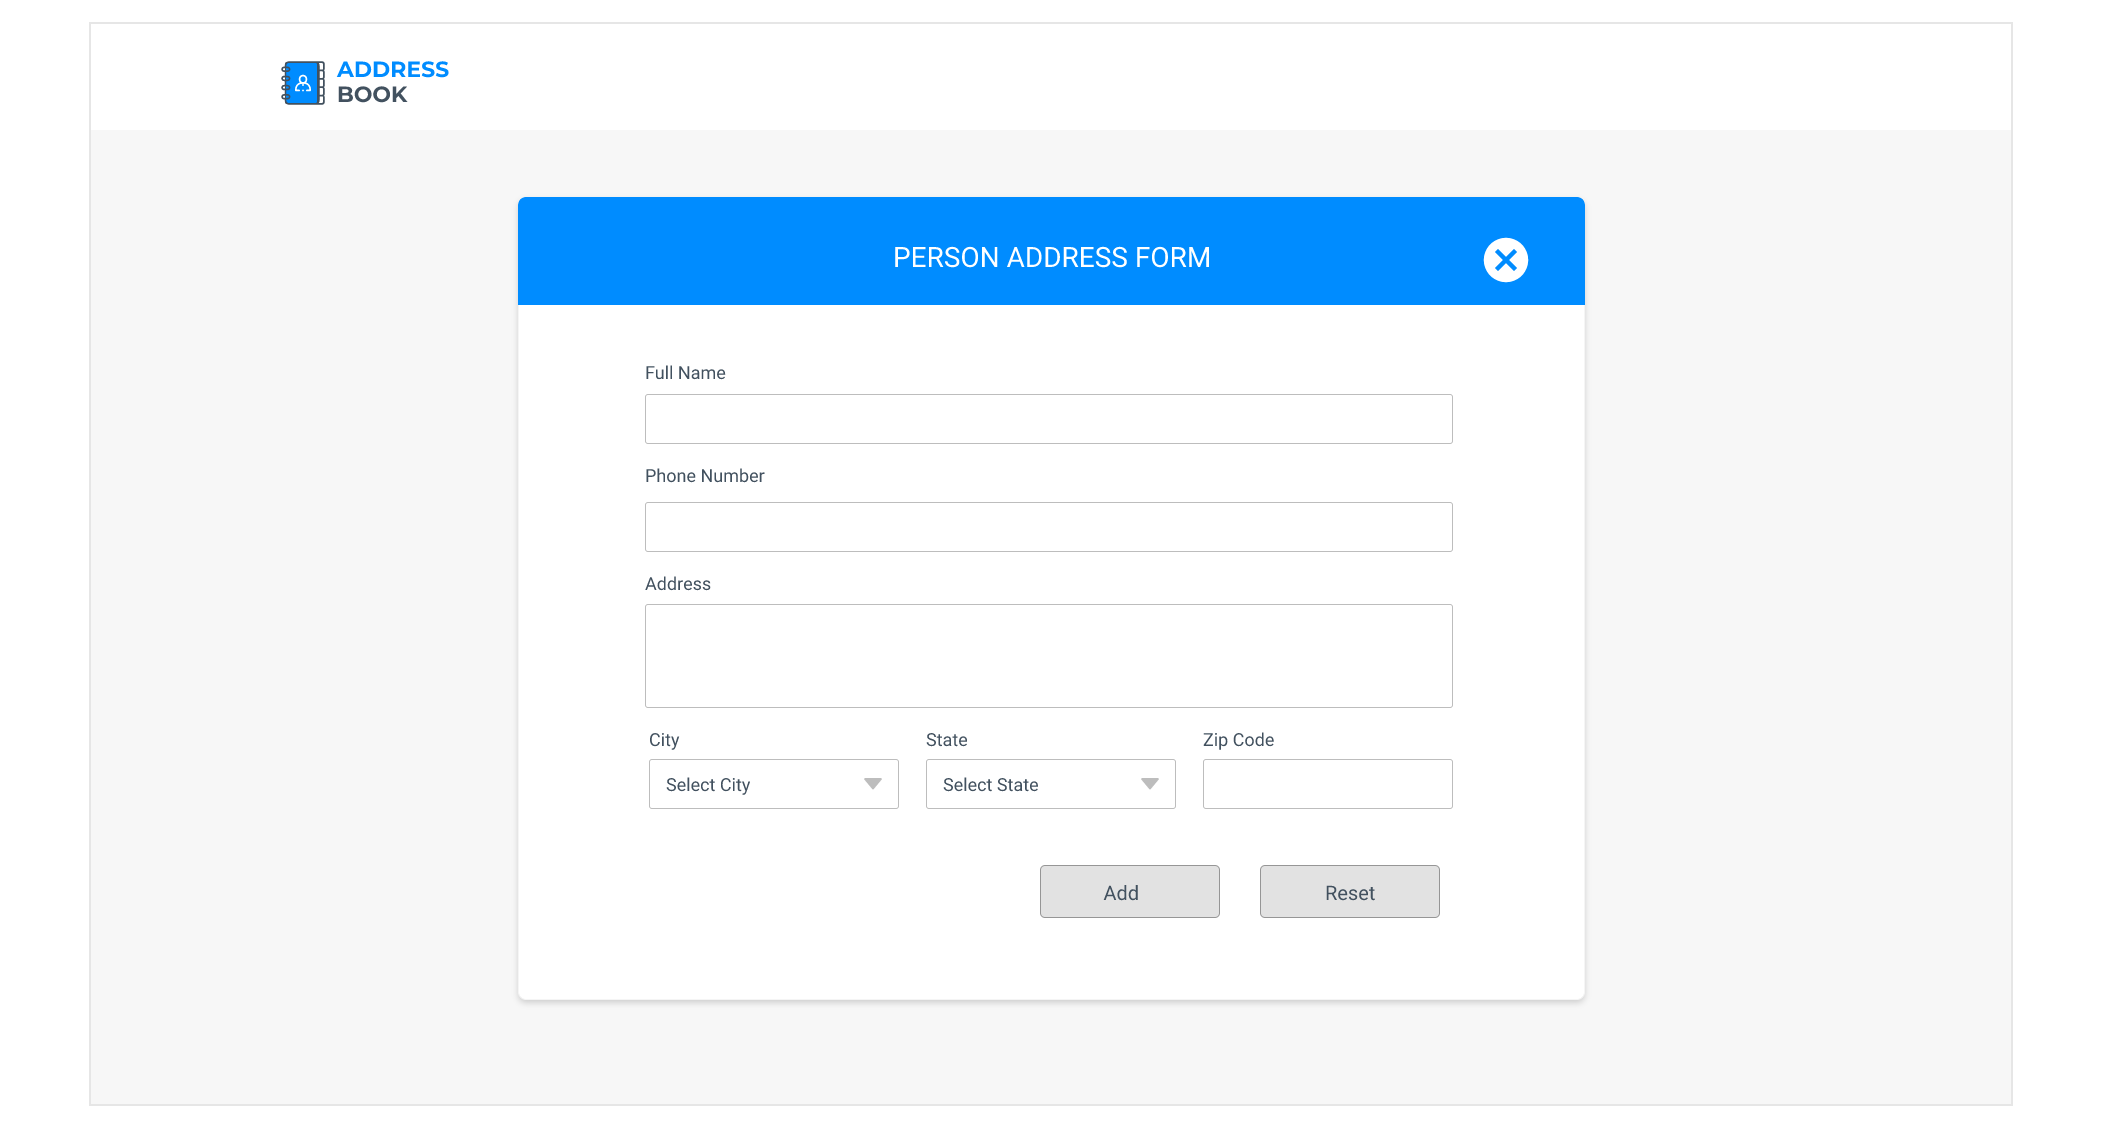 ADDRESS
BOOK
PERSON ADDRESS FORM
Full Name
Phone Number
Address
City State Zip Code
Select City Select State
Add Reset